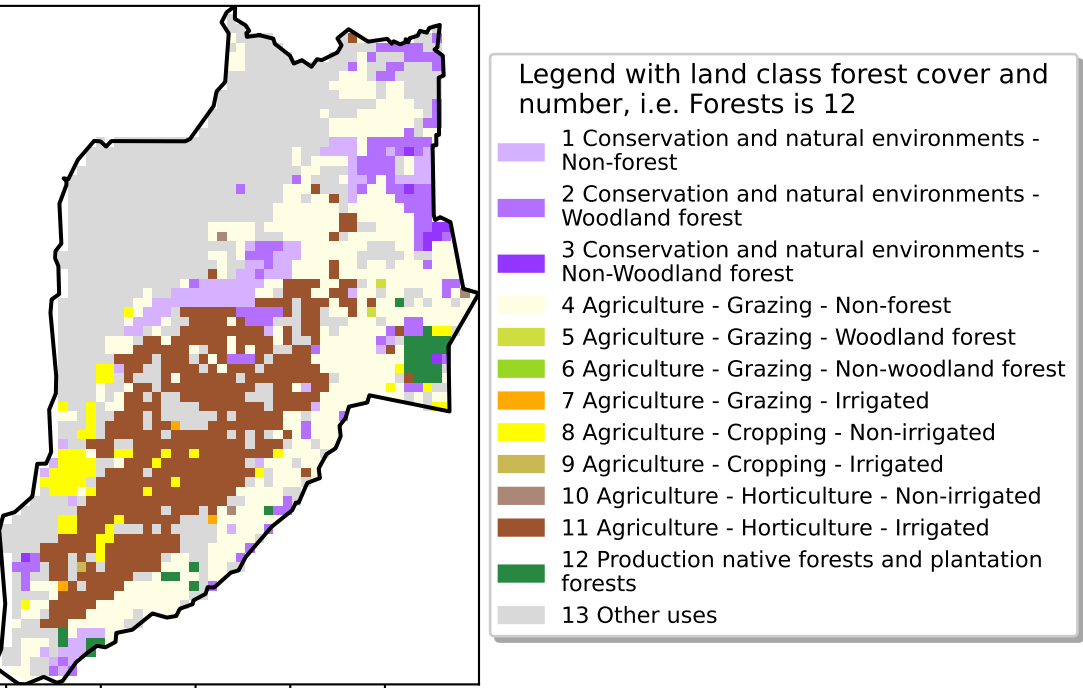 Legend with land class forest cover and
number, i.e. Forests is 12
1 Conservation and natural environments -
Non-forest
2 Conservation and natural environments -
Woodland forest
3 Conservation and natural environments -
Non-Woodland forest
4 Agriculture - Grazing - Non-forest
5 Agriculture - Grazing - Woodland forest
6 Agriculture - Grazing - Non-woodland forest
7 Agriculture - Grazing - Irrigated
8 Agriculture - Cropping - Non-irrigated
9 Agriculture - Cropping - Irrigated
10 Agriculture - Horticulture - Non-irrigated
11 Agriculture - Horticulture - Irrigated
12 Production native forests and plantation
forests
13 Other uses